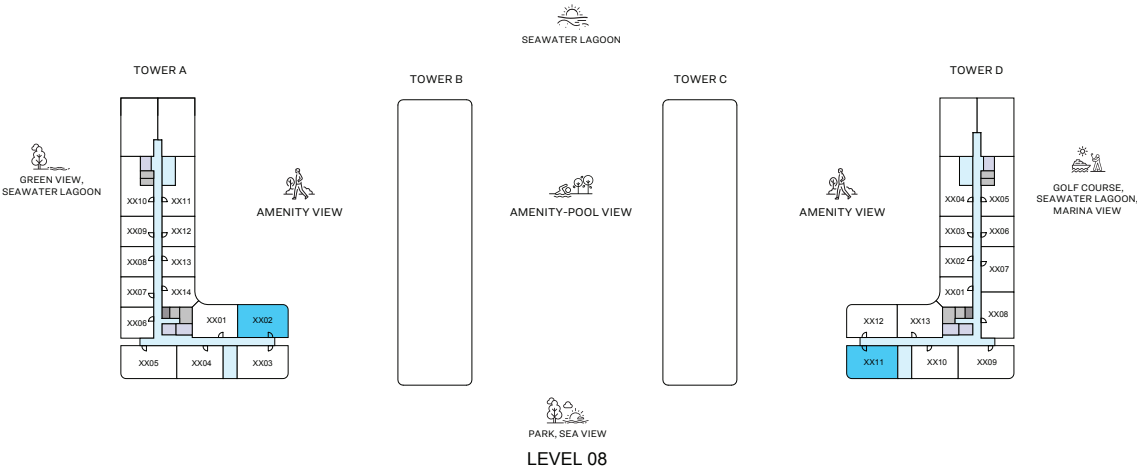 SEAWATER LAGOON
TOWER A
TOWER B
TOWER C
TOWER D
GREEN VIEW,
SEAWATER LAGOON
AMENITY VIEW
AMENITY-POOL VIEW
AMENITY VIEW
GOLF COURSE,
SEAWATER LAGOON,
MARINA VIEW
XX10 XX11
XX09 XX12
XX08 XX13
XX07 XX14
XX06 XX01 XX02
XX05 XX04 XX03
XX04 XX05
XX03 XX06
XX02 XX07
XX01
XX12 XX13 XX08
XX11 XX10 XX09
PARK, SEA VIEW
LEVEL 08